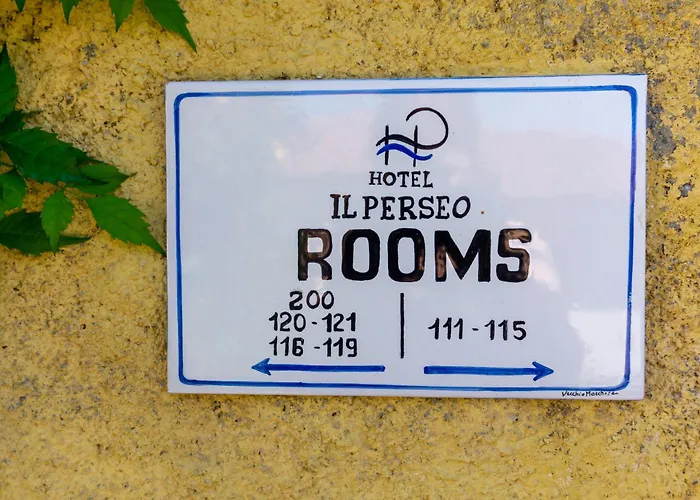 HOTEL
IL PERSEO
ROOMS
200
120-121
116-119
111-115